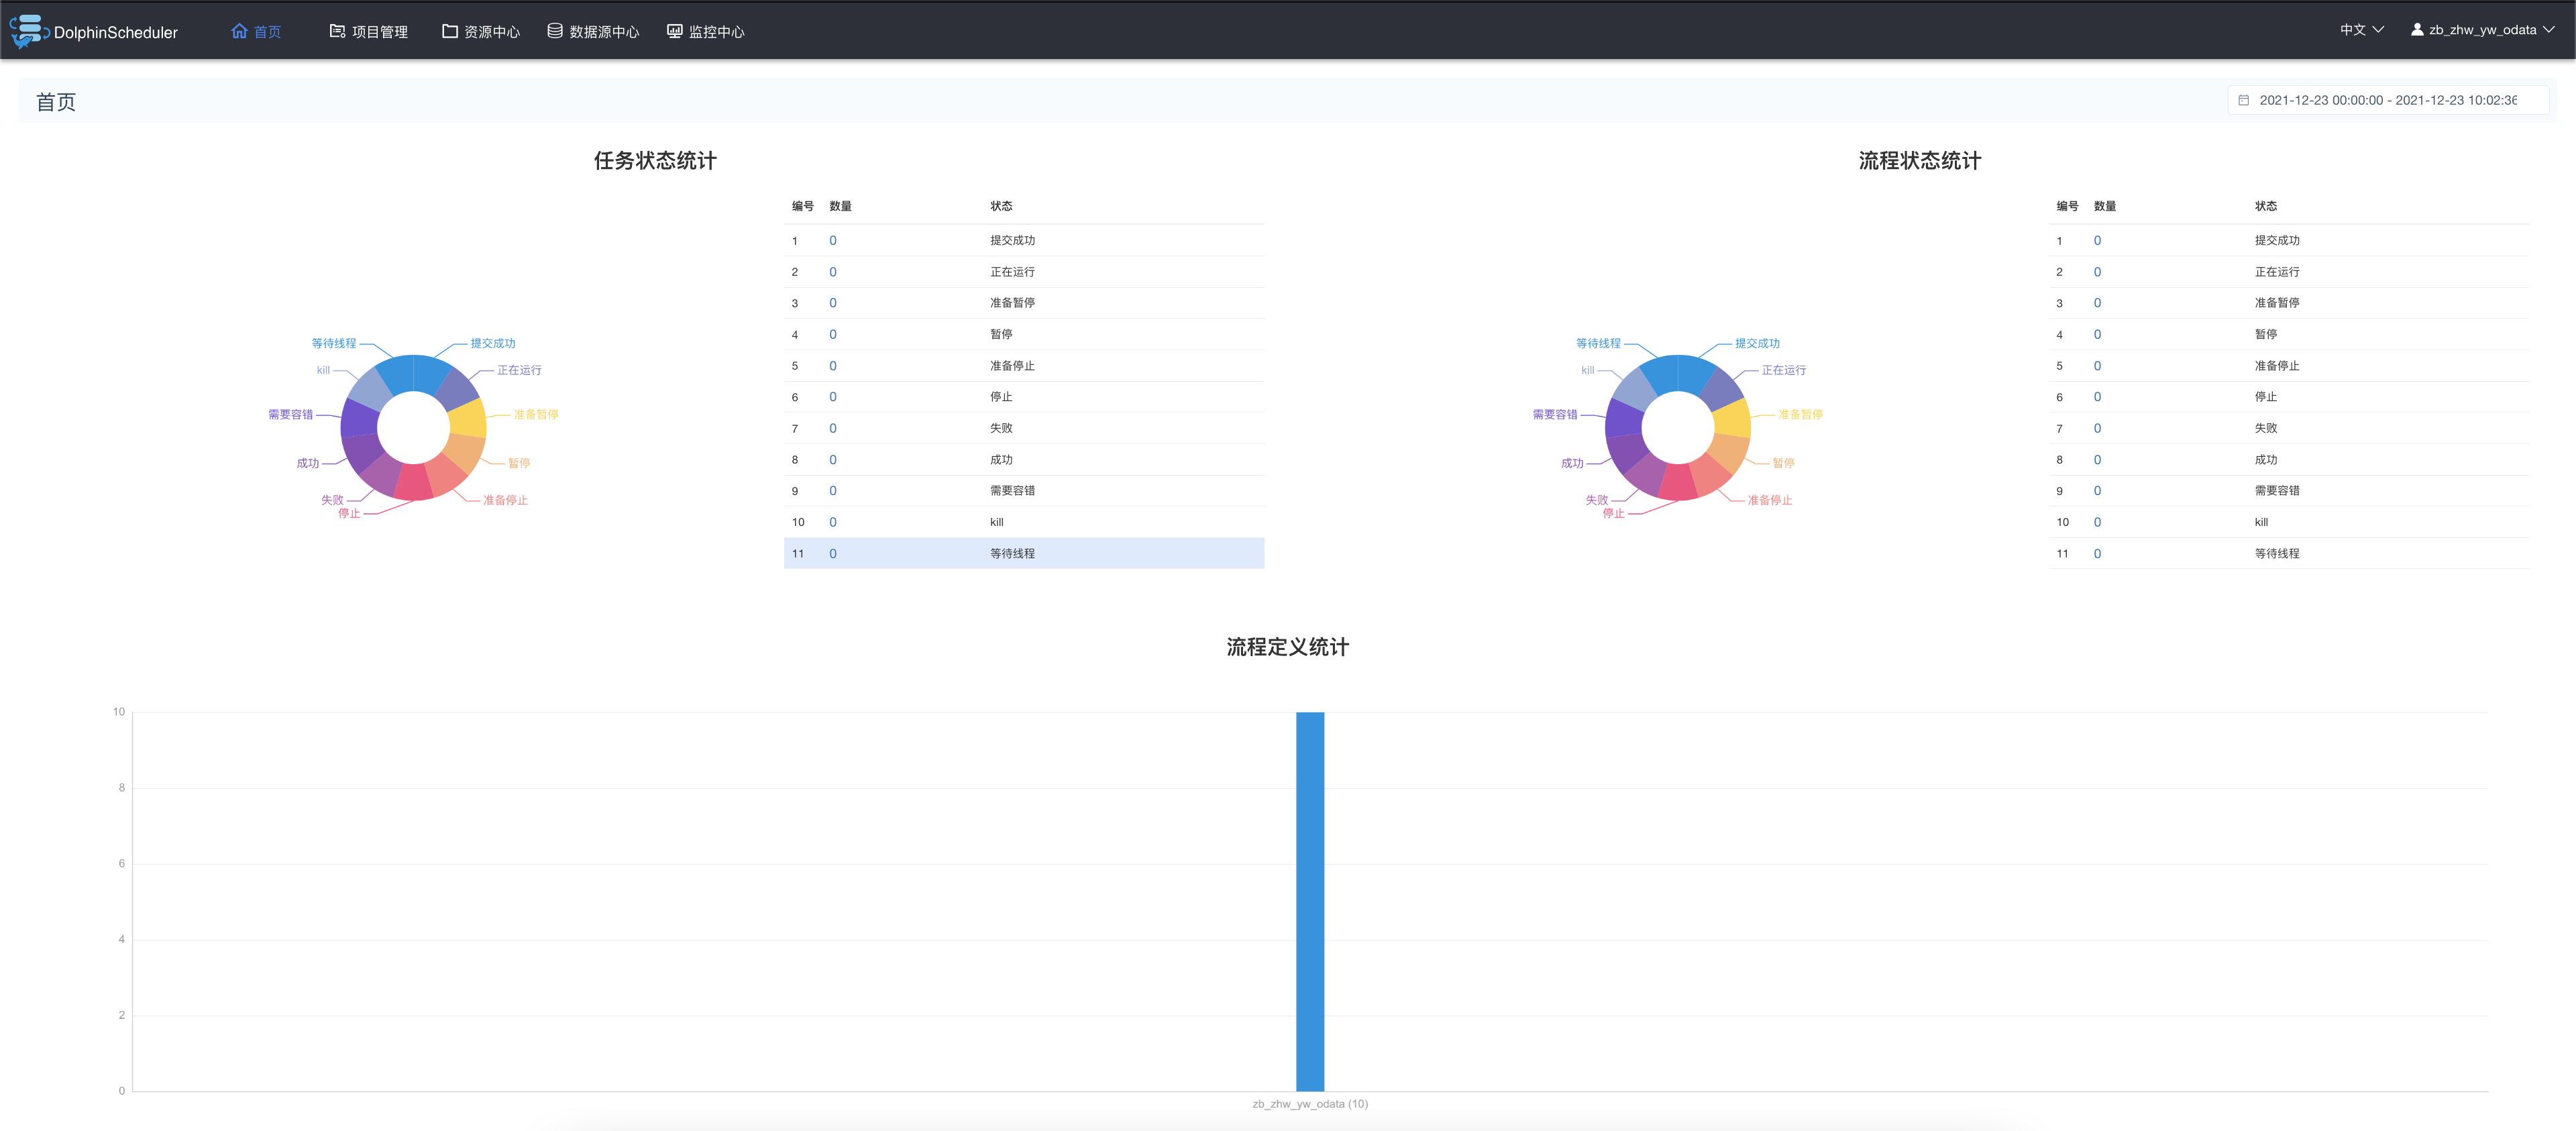 DolphinScheduler 首页 项目管理 资源中心 数据源中心 监控中心 中文 zb_zhw_yw_odata
首页 2021-12-23 00:00:00 - 2021-12-23 10:02:36
任务状态统计
编号 数量 状态
1 0 提交成功
2 0 正在运行
3 0 准备暂停
4 0 暂停
5 0 准备停止
6 0 停止
7 0 失败
8 0 成功
9 0 需要容错
10 0 kill
11 0 等待线程
等待线程 提交成功
kill 正在运行
需要容错 准备暂停
成功 暂停
失败 准备停止
停止
流程状态统计
编号 数量 状态
1 0 提交成功
2 0 正在运行
3 0 准备暂停
4 0 暂停
5 0 准备停止
6 0 停止
7 0 失败
8 0 成功
9 0 需要容错
10 0 kill
11 0 等待线程
等待线程 提交成功
kill 正在运行
需要容错 准备暂停
成功 暂停
失败 准备停止
停止
流程定义统计
10
8
6
4
2
0
zb_zhw_yw_odata (10)